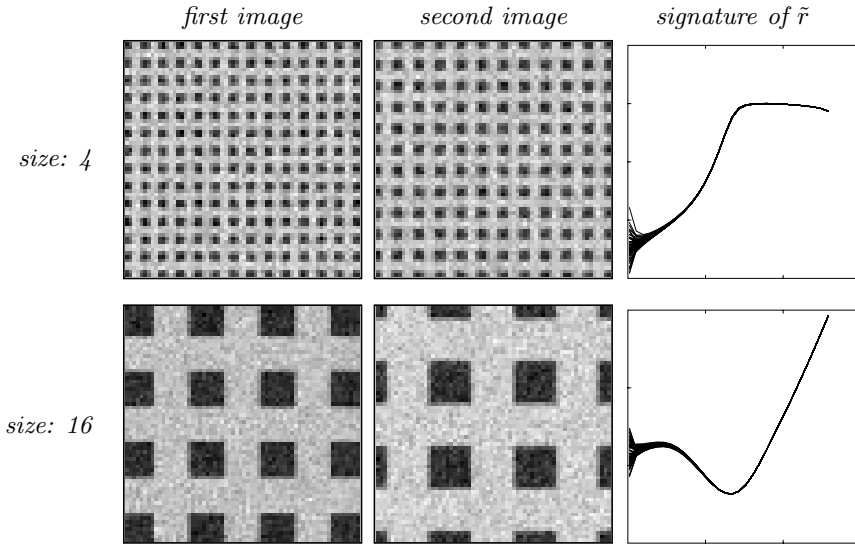 first image
second image
signature of r̃
size: 4
size: 16